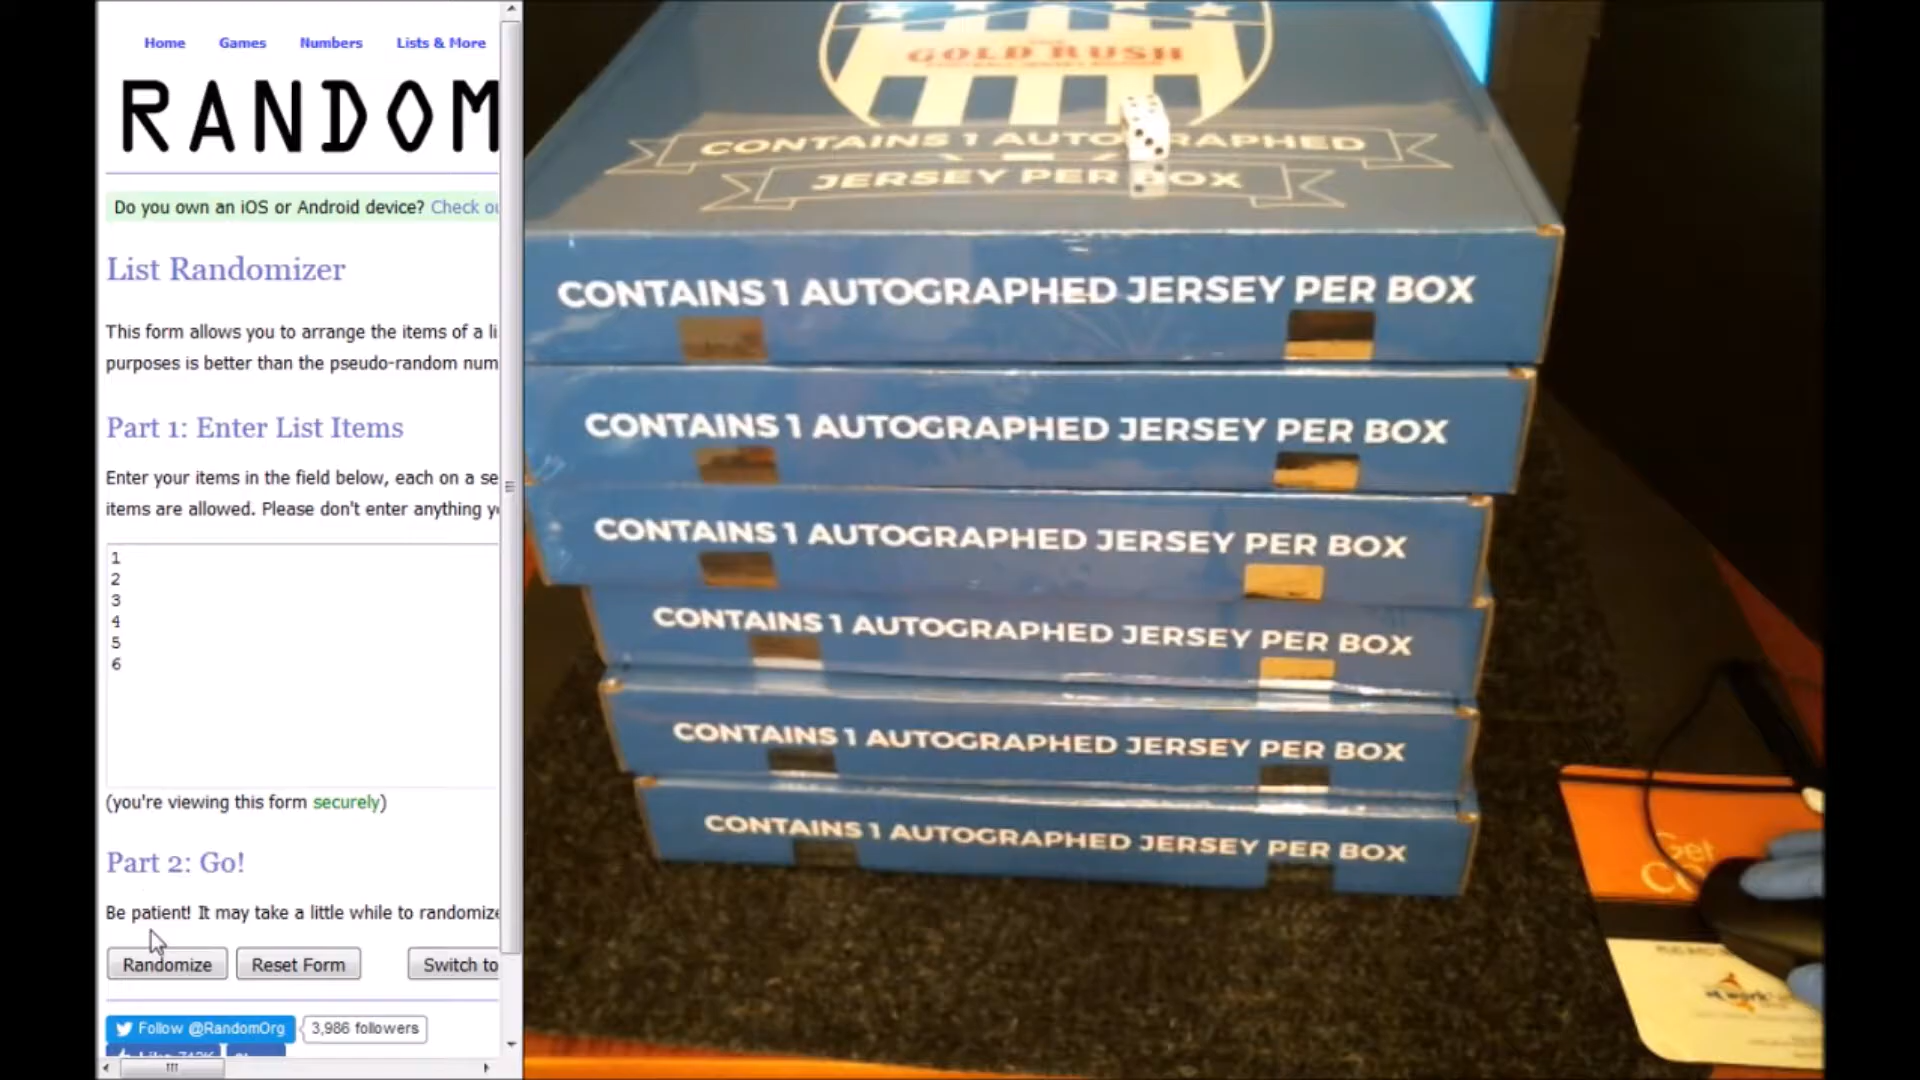 Home Games Numbers Lists & More
RANDOM
Do you own an iOS or Android device? Check ou
List Randomizer
This form allows you to arrange the items of a li
purposes is better than the pseudo-random num
Part 1: Enter List Items
Enter your items in the field below, each on a se
items are allowed. Please don't enter anything y
1
2
3
4
5
6
(you're viewing this form securely)
Part 2: Go!
Be patient! It may take a little while to randomize
Randomize Reset Form Switch to
Follow @RandomOrg 3,986 followers
GOLD RUSH
CONTAINS 1 AUTOGRAPHED
JERSEY PER BOX
CONTAINS 1 AUTOGRAPHED JERSEY PER BOX
CONTAINS 1 AUTOGRAPHED JERSEY PER BOX
CONTAINS 1 AUTOGRAPHED JERSEY PER BOX
CONTAINS 1 AUTOGRAPHED JERSEY PER BOX
CONTAINS 1 AUTOGRAPHED JERSEY PER BOX
CONTAINS 1 AUTOGRAPHED JERSEY PER BOX
Get